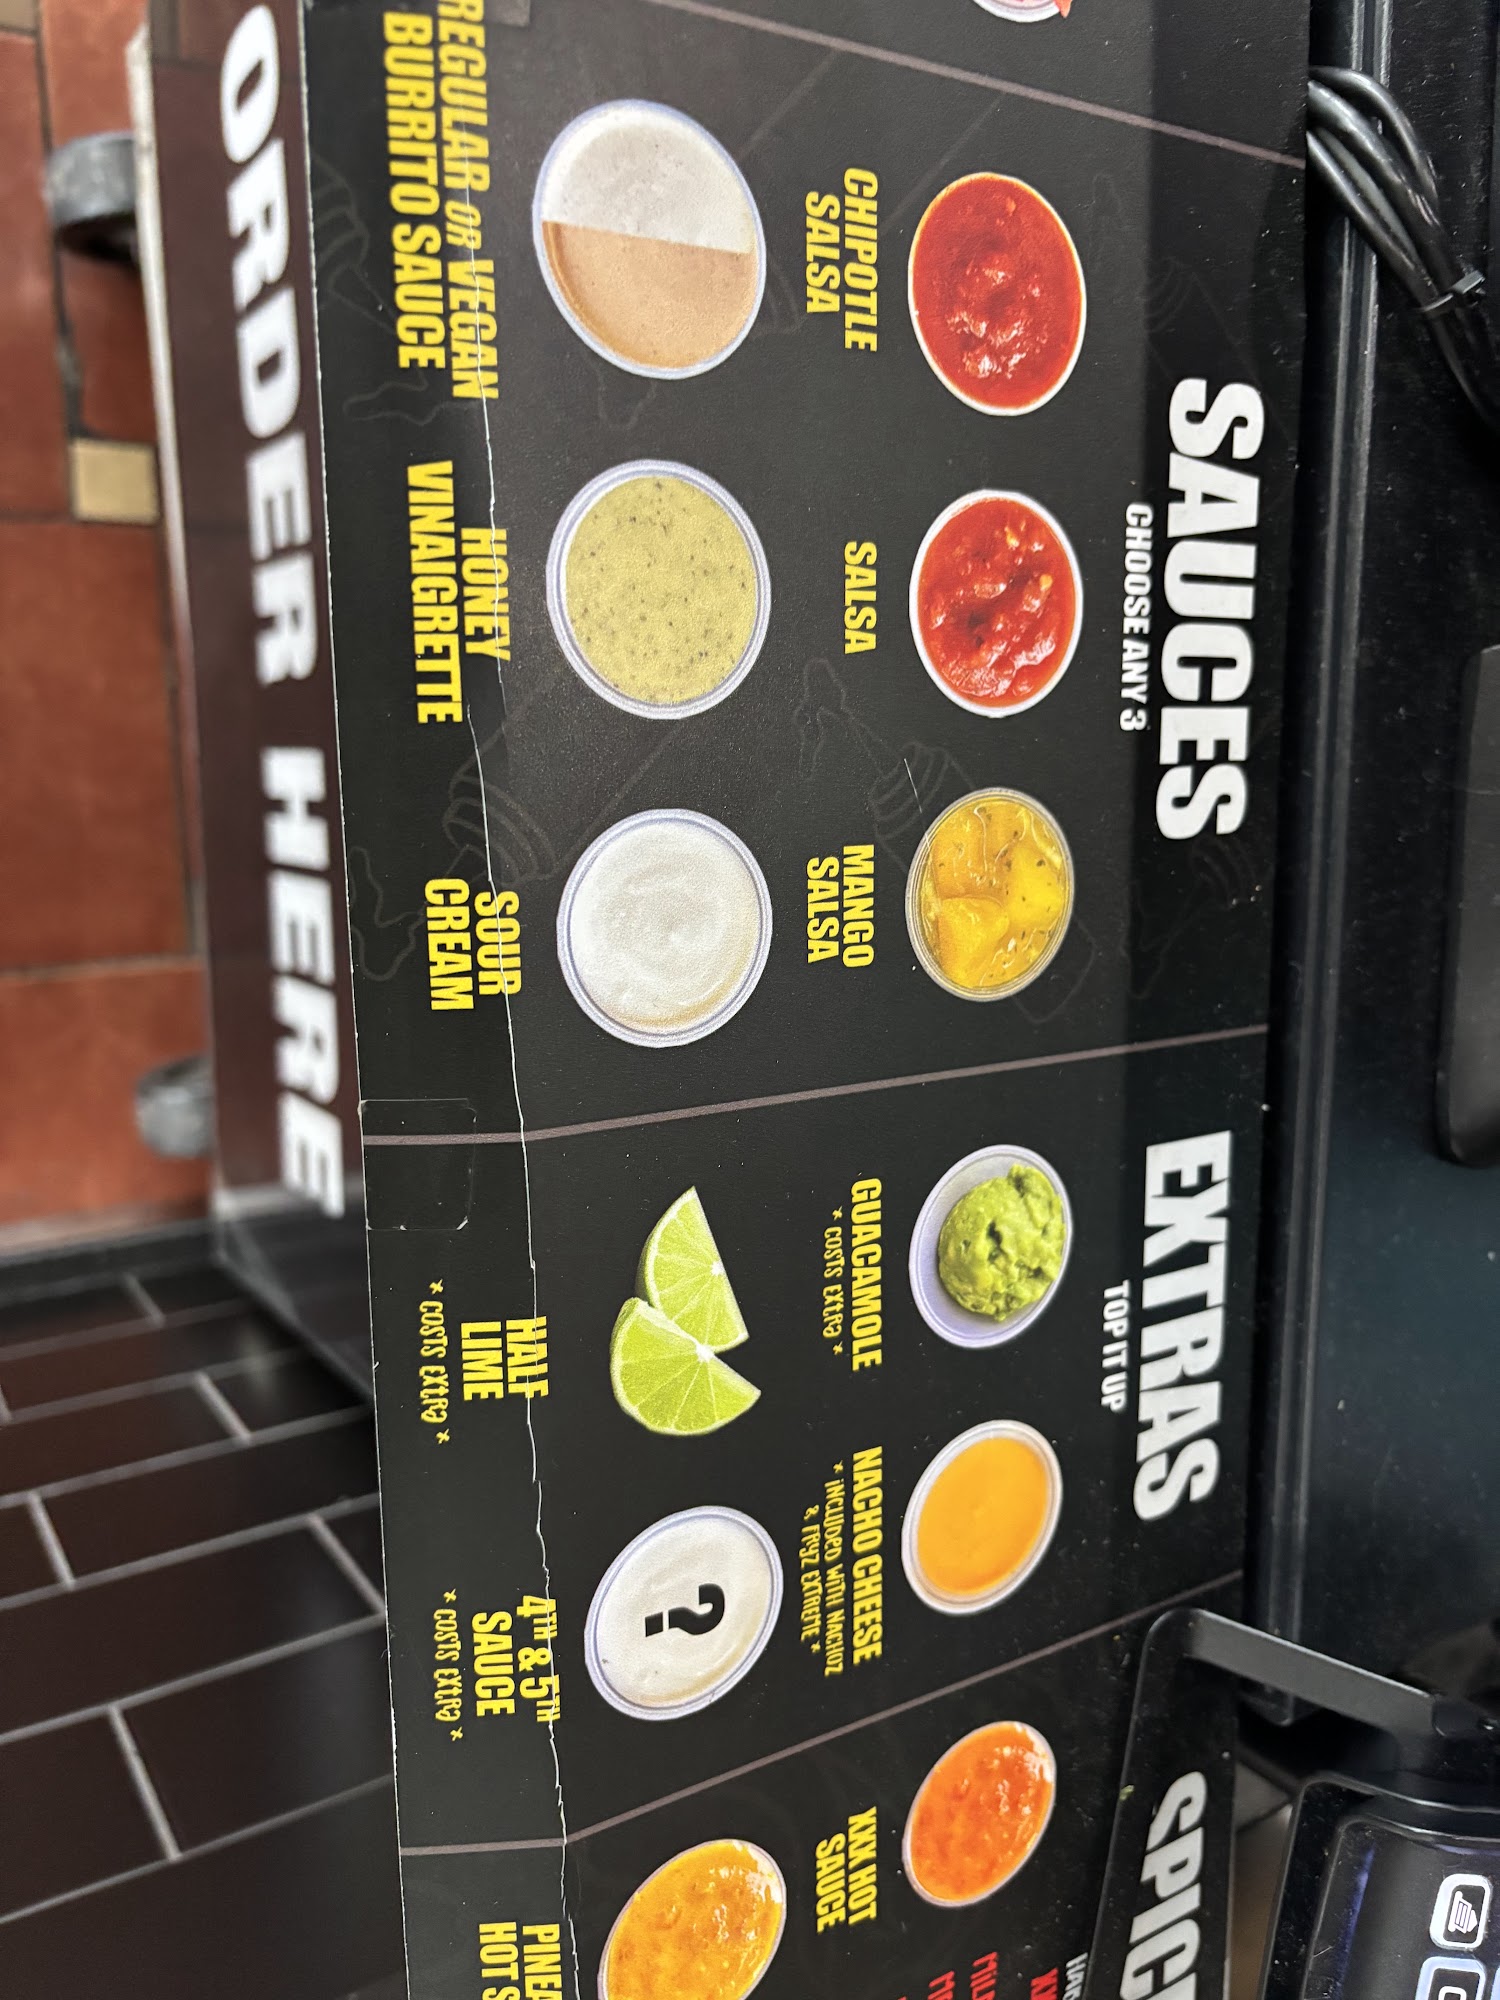 SAUCES
CHOOSE ANY 3
CHIPOTLE
SALSA
SALSA
MANGO
SALSA
REGULAR OR VEGAN
BURRITO SAUCE
HONEY
VINAIGRETTE
SOUR
CREAM
EXTRAS
TOP IT UP
GUACAMOLE
* COSTS EXTRA *
NACHO CHEESE
* INCLUDED WITH NACHOZ
& FRYZ EXTREME *
HALF
LIME
* COSTS EXTRA *
?
4TH & 5TH
SAUCE
* COSTS EXTRA *
XXX HOT
SAUCE
HOT
ORDER HERE